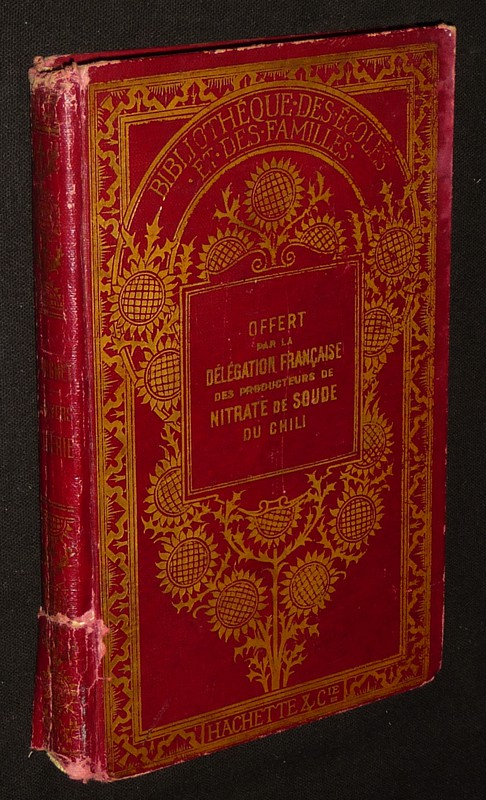 BIBLIOTHÈQUE·DES·ÉCOLES
·ET·DES·FAMILLES·
OFFERT
PAR LA
DÉLÉGATION FRANÇAISE
DES PRODUCTEURS DE
NITRATE DE SOUDE
DU CHILI
HACHETTE & CIE